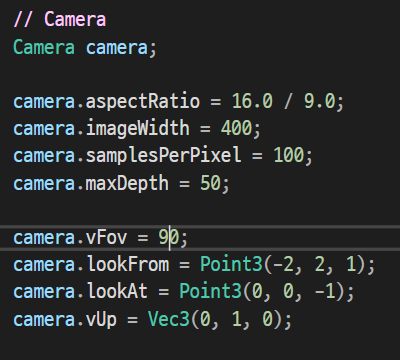 // Camera
Camera camera;
camera.aspectRatio = 16.0 / 9.0;
camera.imageWidth = 400;
camera.samplesPerPixel = 100;
camera.maxDepth = 50;
camera.vFov = 90;
camera.lookFrom = Point3(-2, 2, 1);
camera.lookAt = Point3(0, 0, -1);
camera.vUp = Vec3(0, 1, 0);